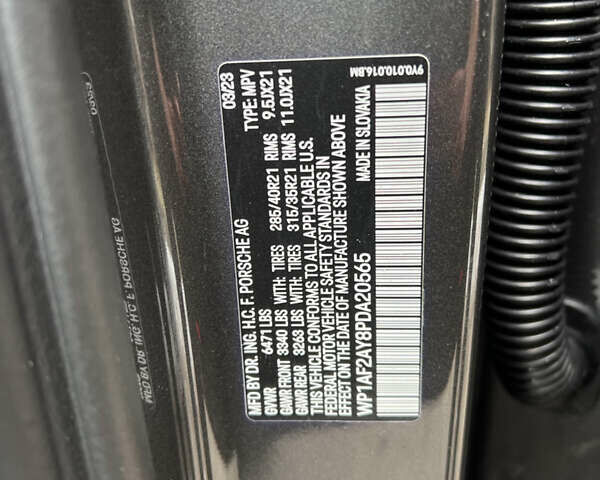 MFD BY DR. ING. H.C. F. PORSCHE AG 03/23
GVWR 6471 LBS TYPE: MPV
GAWR FRONT 3340 LBS WITH: TIRES 285/40R21 RIMS 9.5JX21
GAWR REAR 3263 LBS WITH: TIRES 315/35R21 RIMS 11.0JX21
THIS VEHICLE CONFORMS TO ALL APPLICABLE U.S.
FEDERAL MOTOR VEHICLE SAFETY STANDARDS IN
EFFECT ON DATE OF MANUFACTURE SHOWN ABOVE
WP1AF2AY8PDA20565 MADE IN SLOVAKIA
9Y0.010.016.BM